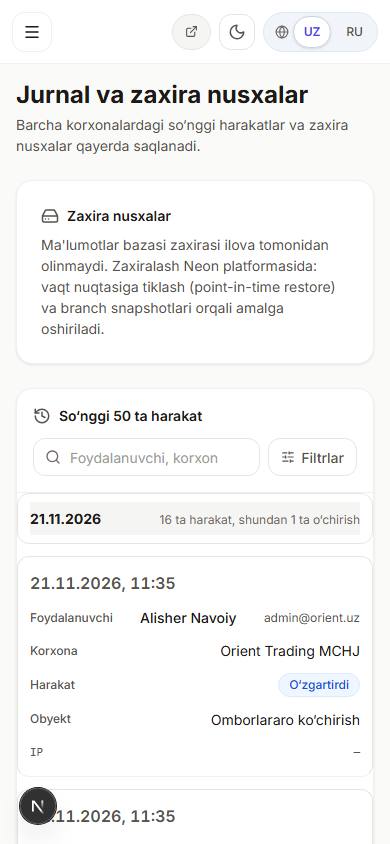 UZ RU
Jurnal va zaxira nusxalar
Barcha korxonalardagi so‘nggi harakatlar va zaxira
nusxalar qayerda saqlanadi.
Zaxira nusxalar
Ma'lumotlar bazasi zaxirasi ilova tomonidan
olinmaydi. Zaxiralash Neon platformasida:
vaqt nuqtasiga tiklash (point-in-time restore)
va branch snapshotlari orqali amalga
oshiriladi.
So‘nggi 50 ta harakat
Foydalanuvchi, korxon Filtrlar
21.11.2026 16 ta harakat, shundan 1 ta o‘chirish
21.11.2026, 11:35
Foydalanuvchi Alisher Navoiy admin@orient.uz
Korxona Orient Trading MCHJ
Harakat O‘zgartirdi
Obyekt Omborlararo ko‘chirish
IP –
N .11.2026, 11:35